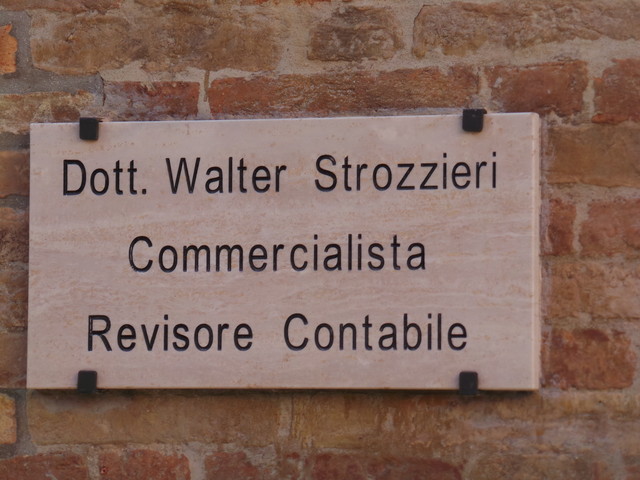 Dott. Walter Strozzieri
Commercialista
Revisore Contabile